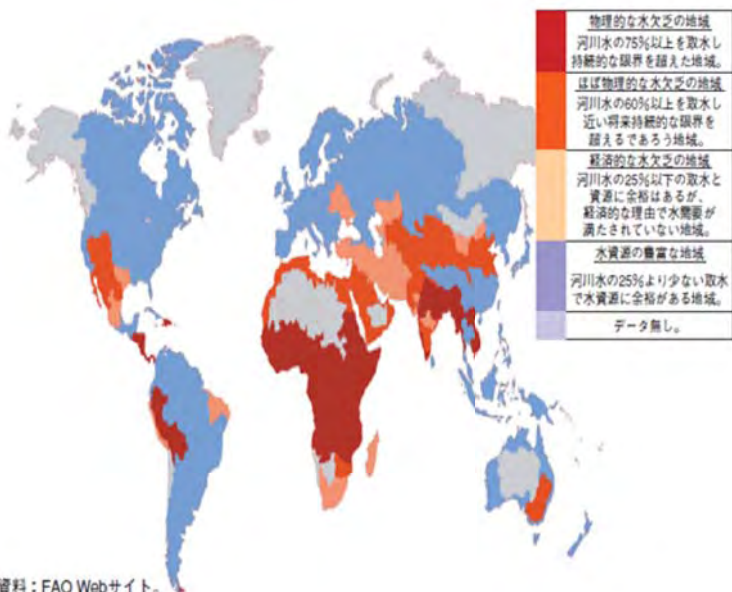 物理的な水欠乏の地域
河川水の75％以上を取水し
持続的な限界を超えた地域。
ほぼ物理的な水欠乏の地域
河川水の60％以上を取水し
近い将来持続的な限界を
超えるであろう地域。
経済的な水欠乏の地域
河川水の25％以下の取水と
資源に余裕はあるが、
経済的な理由で水需要が
満たされていない地域。
水資源の豊富な地域
河川水の25％より少ない取水
で水資源に余裕がある地域。
データ無し。
資料：FAO Webサイト。